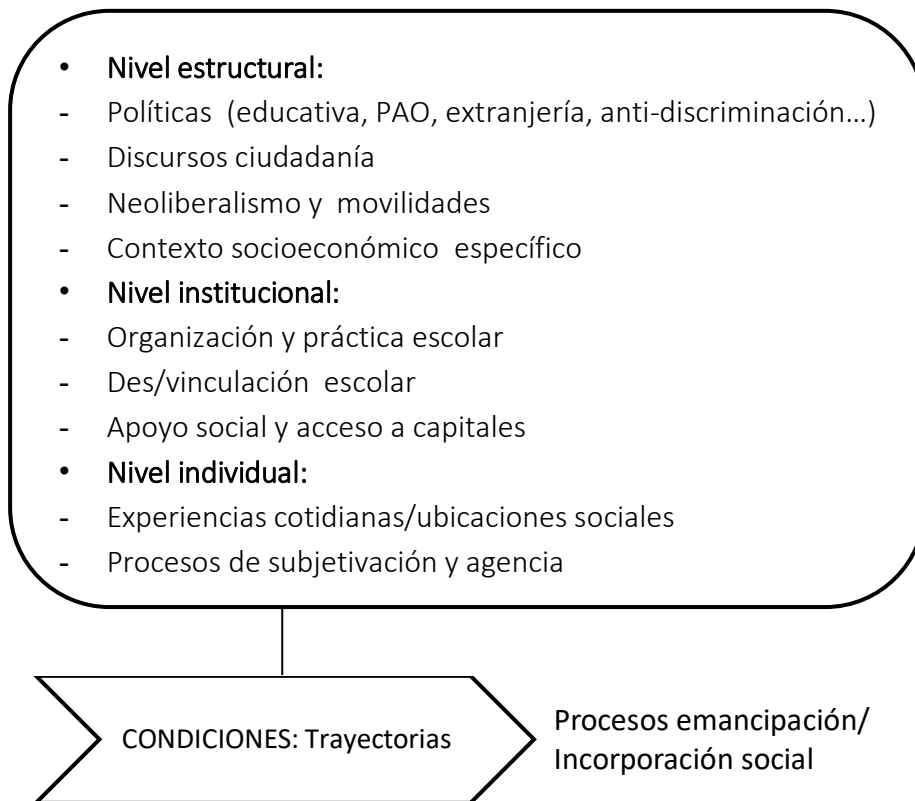 • Nivel estructural:
- Políticas (educativa, PAO, extranjería, anti-discriminación...)
- Discursos ciudadanía
- Neoliberalismo y movilidades
- Contexto socioeconómico específico
• Nivel institucional:
- Organización y práctica escolar
- Des/vinculación escolar
- Apoyo social y acceso a capitales
• Nivel individual:
- Experiencias cotidianas/ubicaciones sociales
- Procesos de subjetivación y agencia
CONDICIONES: Trayectorias
Procesos emancipación/
Incorporación social